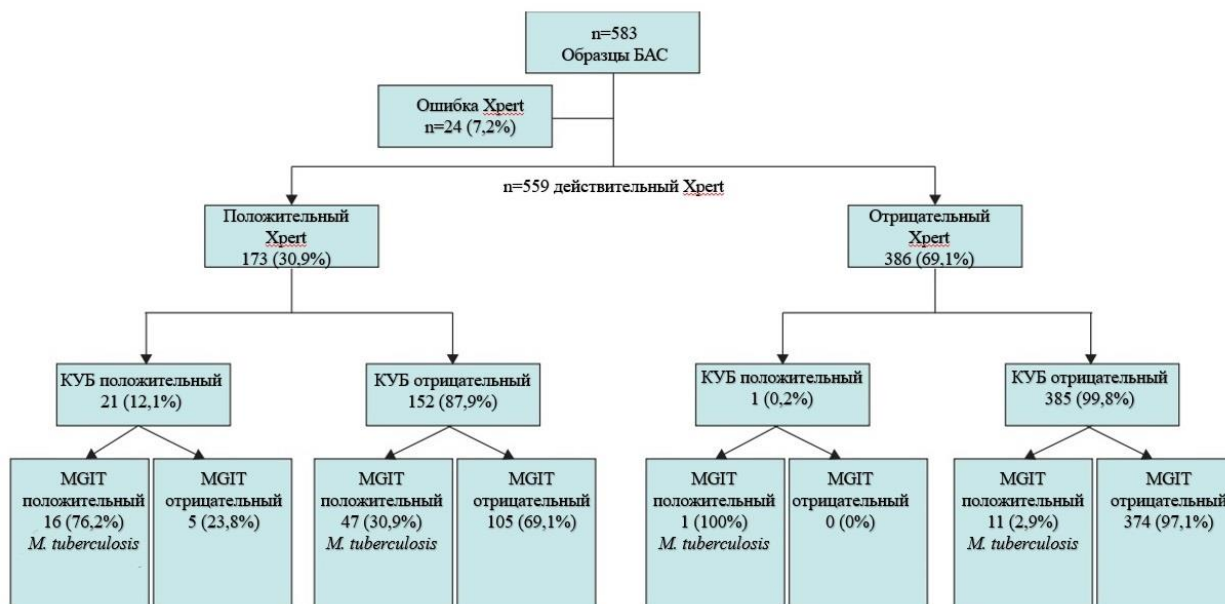 n=583
Образцы БАС
Ошибка Xpert
n=24 (7,2%)
n=559 действительный Xpert
Положительный
Xpert
173 (30,9%)
Отрицательный
Xpert
386 (69,1%)
КУБ положительный
21 (12,1%)
КУБ отрицательный
152 (87,9%)
КУБ положительный
1 (0,2%)
КУБ отрицательный
385 (99,8%)
MGIT
положительный
16 (76,2%)
M. tuberculosis
MGIT
отрицательный
5 (23,8%)
MGIT
положительный
47 (30,9%)
M. tuberculosis
MGIT
отрицательный
105 (69,1%)
MGIT
положительный
1 (100%)
M. tuberculosis
MGIT
отрицательный
0 (0%)
MGIT
положительный
11 (2,9%)
M. tuberculosis
MGIT
отрицательный
374 (97,1%)